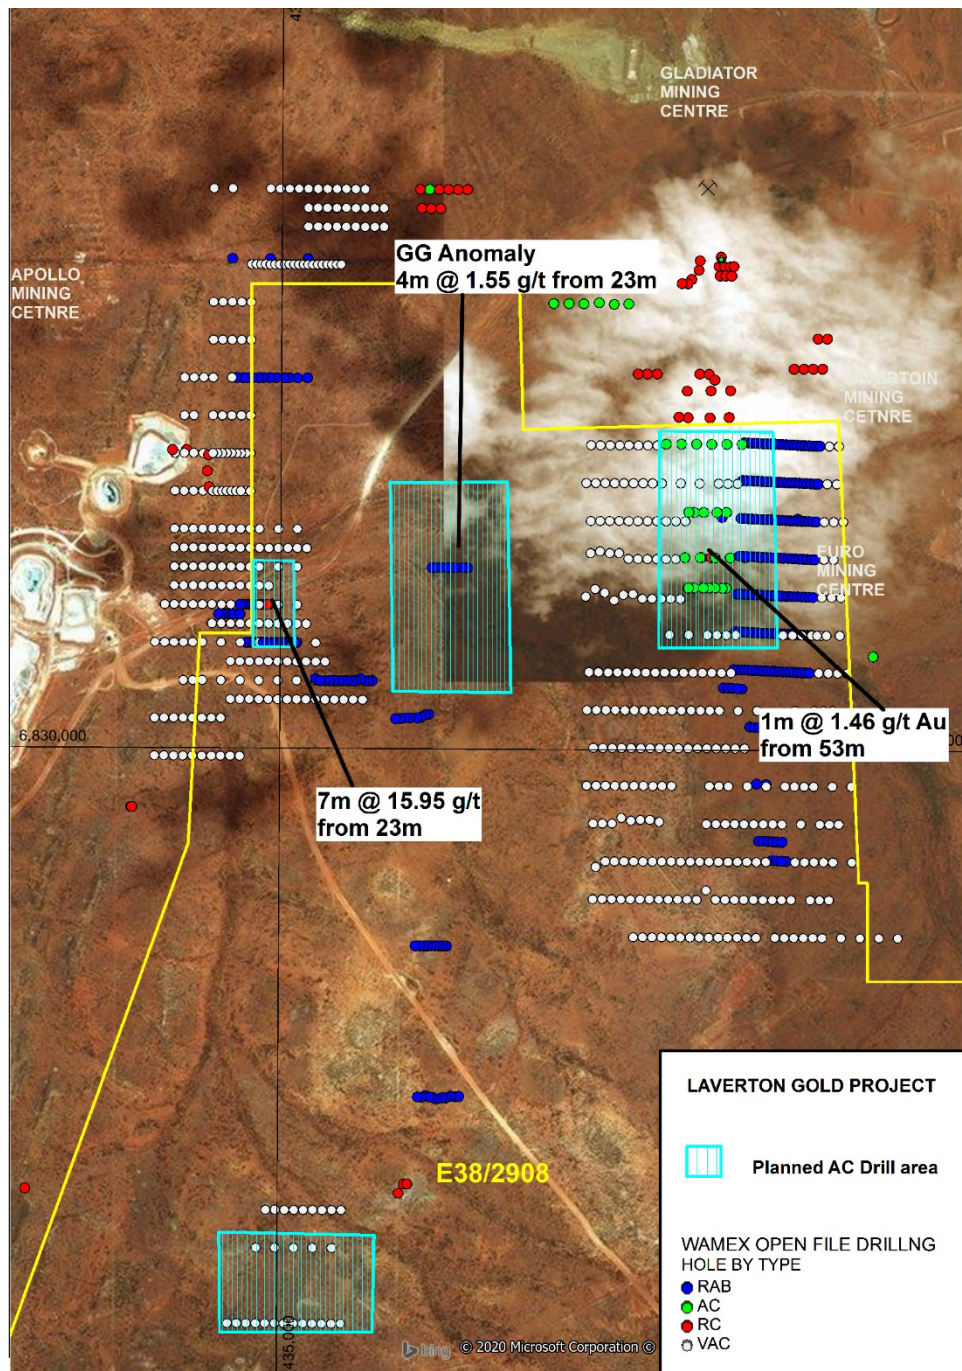 GLADIATOR
MINING
CENTRE
GG Anomaly
4m @ 1.55 g/t from 23m
APOLLO
MINING
CETNRE
MINING
CETNRE
EURO
MINING
CENTRE
6,830,000
1m @ 1.46 g/t Au
from 53m
7m @ 15.95 g/t
from 23m
E38/2908
435,000
LAVERTON GOLD PROJECT
Planned AC Drill area
WAMEX OPEN FILE DRILLNG
HOLE BY TYPE
RAB
AC
RC
VAC
bing © 2020 Microsoft Corporation ©